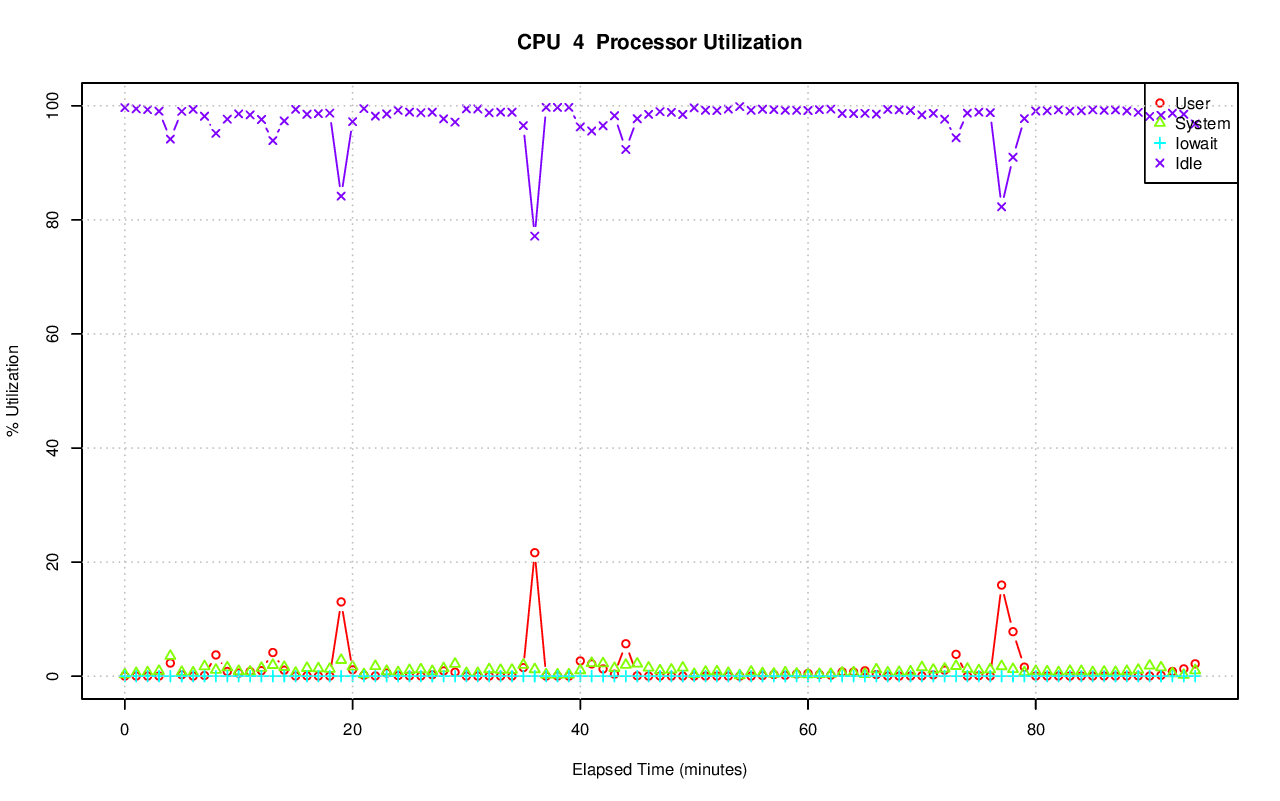 CPU  4  Processor Utilization
% Utilization
100
80
60
40
20
0
0 20 40 60 80
Elapsed Time (minutes)
User
System
Iowait
Idle